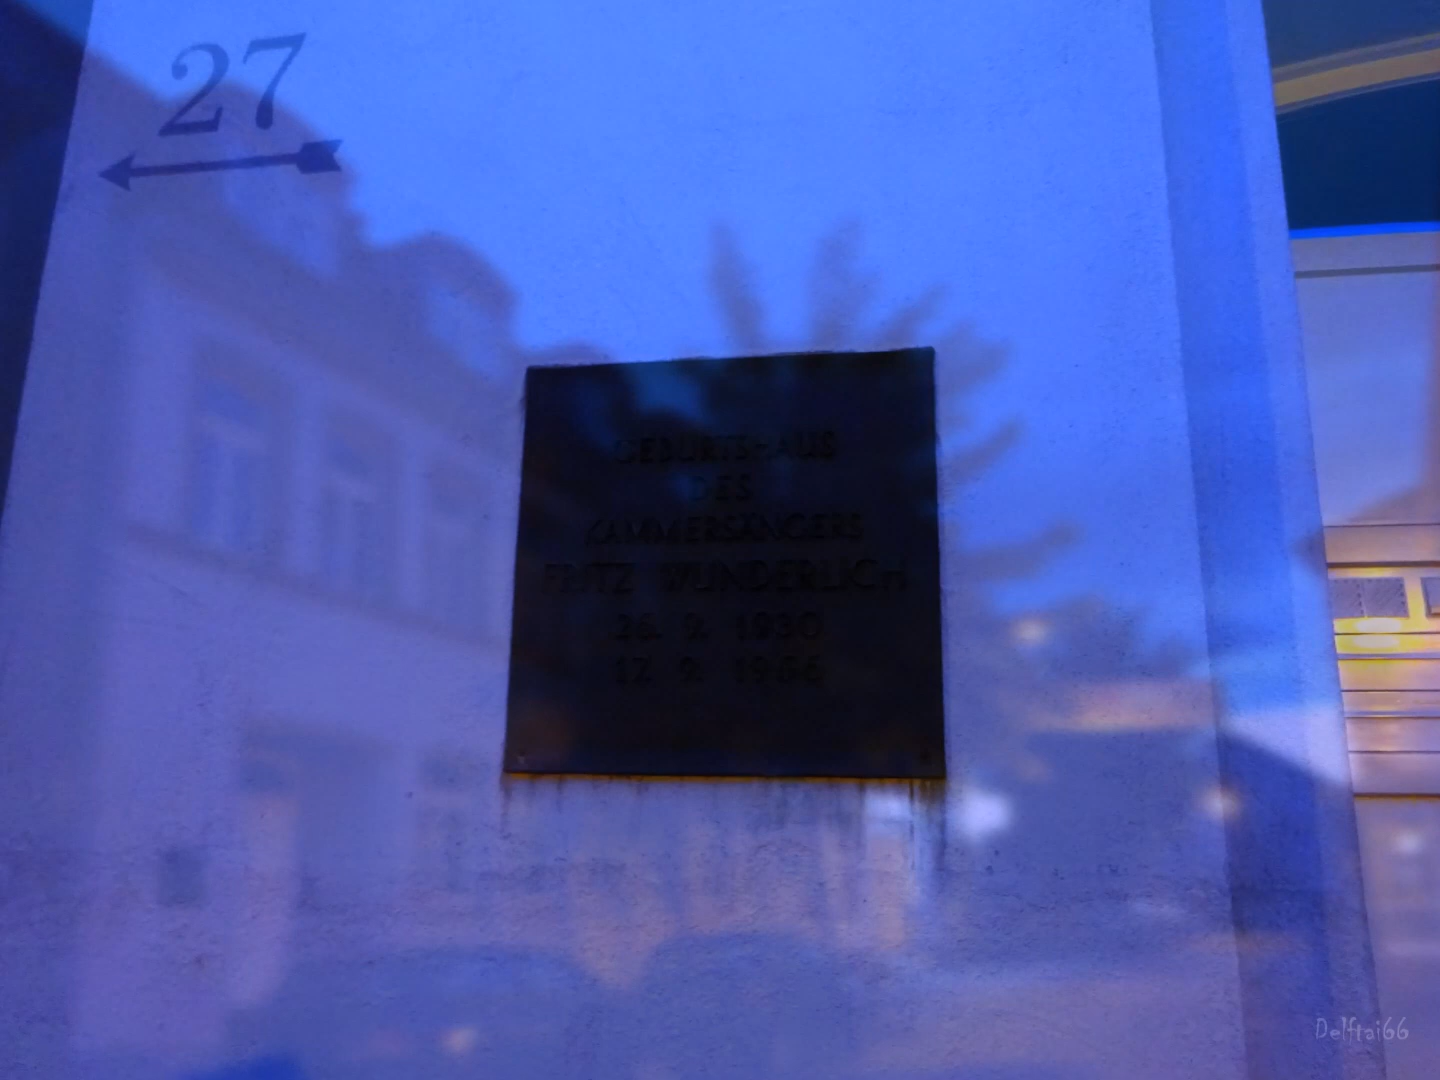 27
GEBURTSHAUS
DES
KAMMERSÄNGERS
FRITZ WUNDERLICH
26. 9. 1930
17. 9. 1966
Delftai66